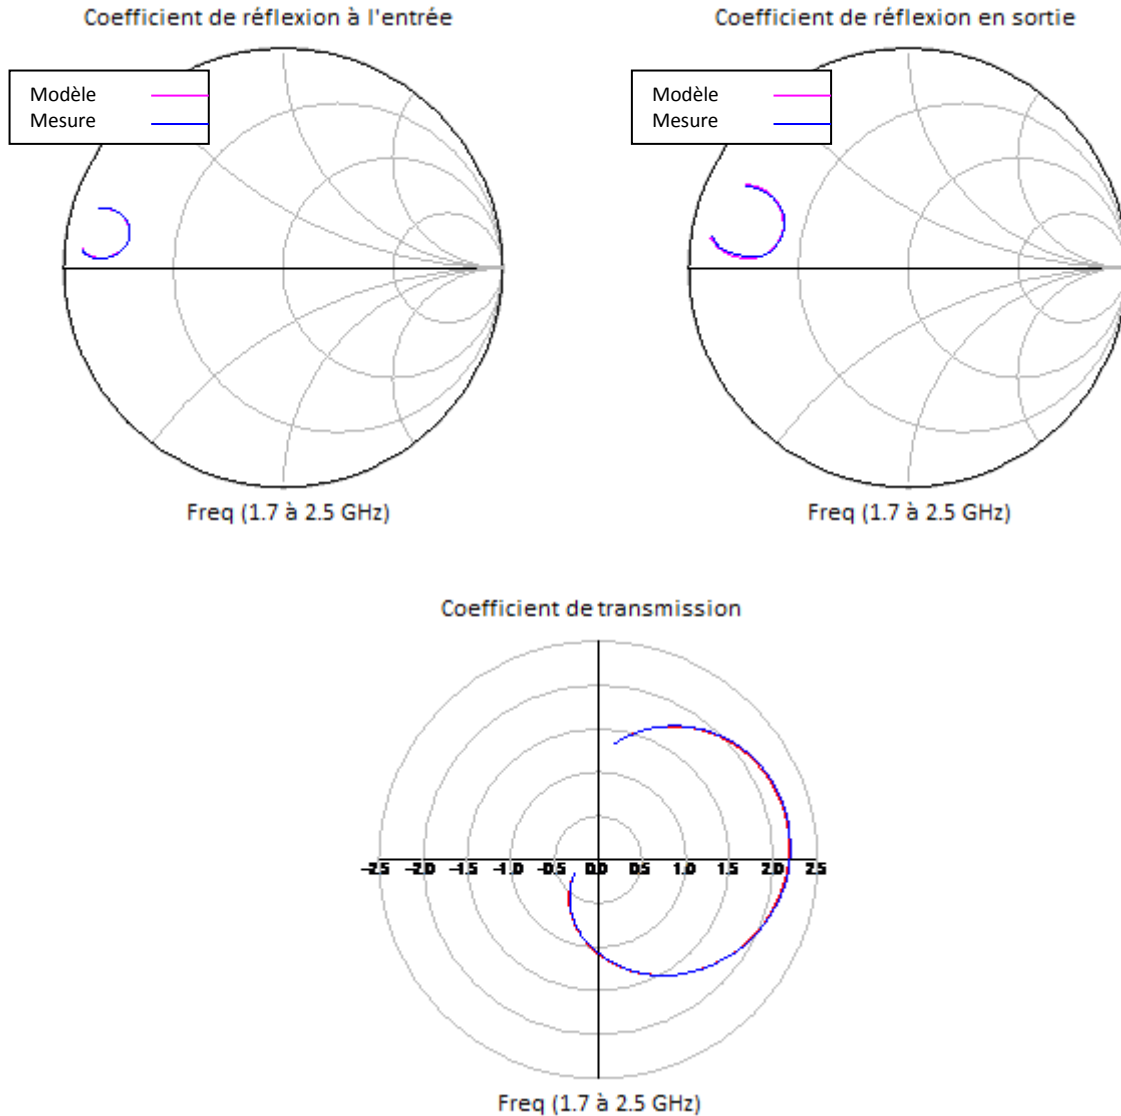 Coefficient de réflexion à l'entrée
Coefficient de réflexion en sortie
Modèle
Mesure
Modèle
Mesure
Freq (1.7 à 2.5 GHz)
Freq (1.7 à 2.5 GHz)
Coefficient de transmission
-2.5 -2.0 -1.5 -1.0 -0.5 0.0 0.5 1.0 1.5 2.0 2.5
Freq (1.7 à 2.5 GHz)